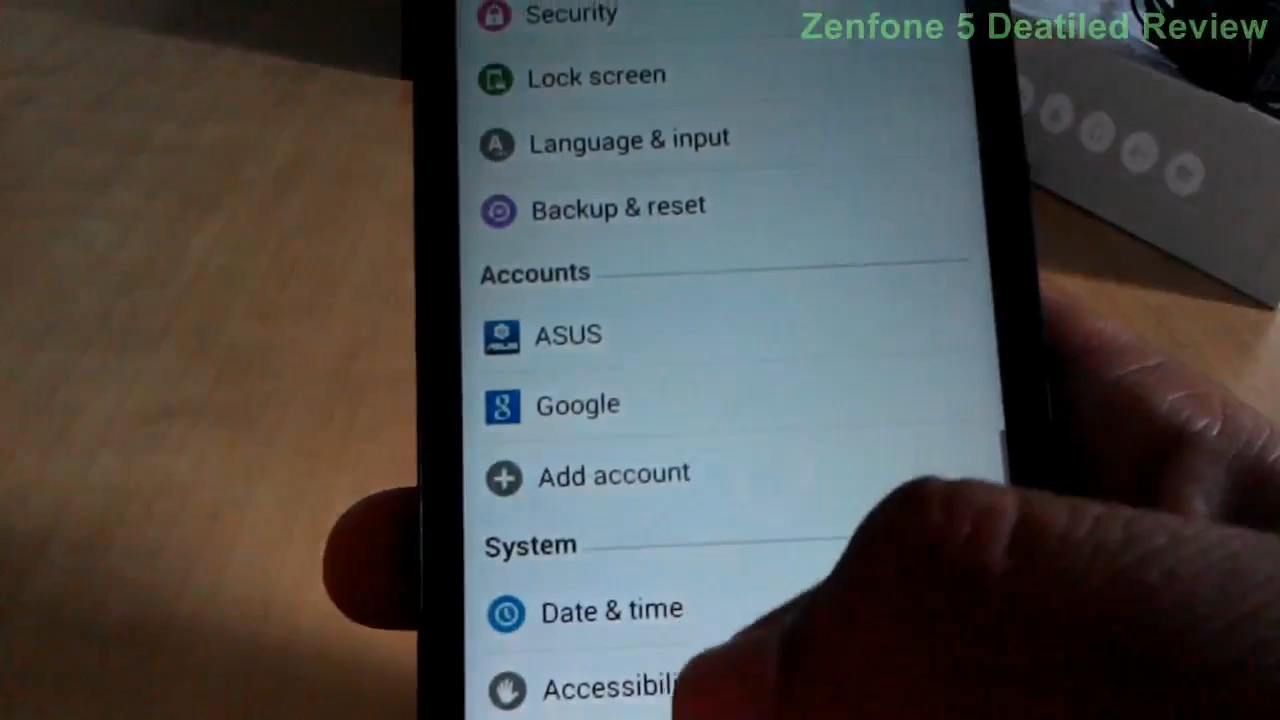 Zenfone 5 Deatiled Review
Security
Lock screen
Language & input
Backup & reset
Accounts
ASUS
Google
Add account
System
Date & time
Accessibili